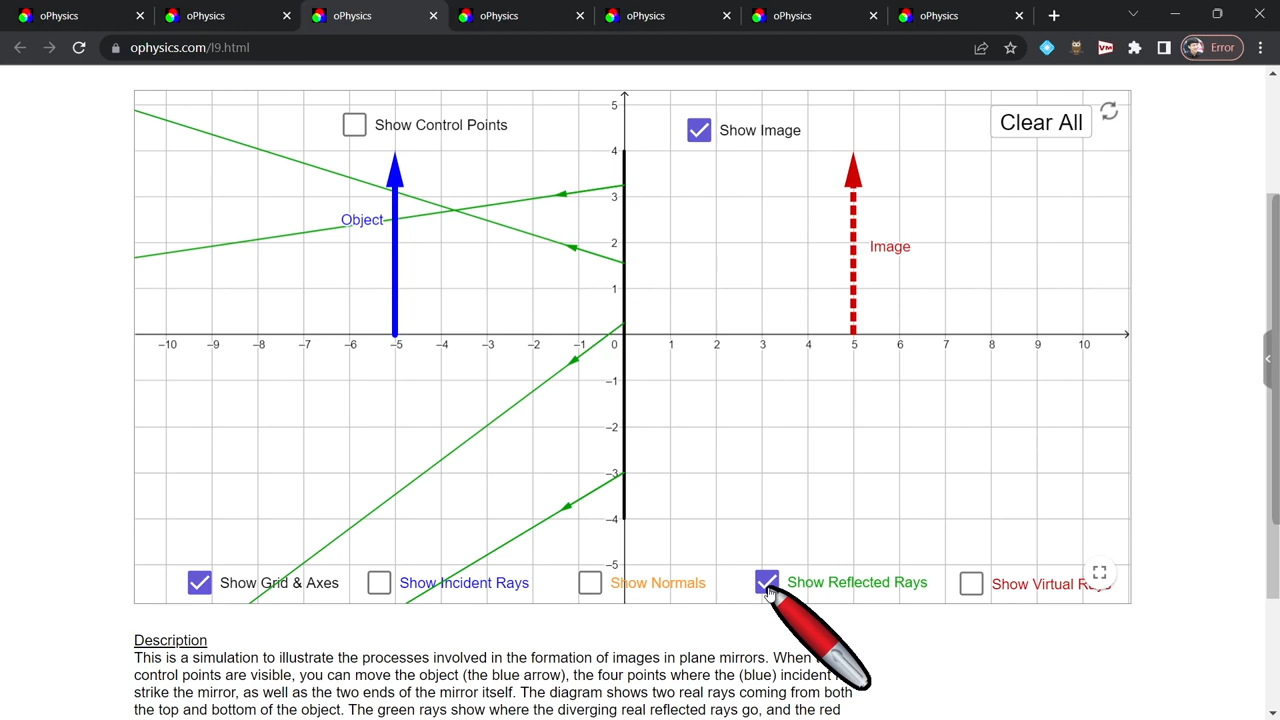 oPhysics oPhysics oPhysics oPhysics oPhysics oPhysics oPhysics
ophysics.com/l9.html VM Error
Show Control Points
Show Image
Clear All
Object
Image
5
4
3
2
1
–10 –9 –8 –7 –6 –5 –4 –3 –2 –1 0 1 2 3 4 5 6 7 8 9 10
–1
–2
–3
–4
–5
Show Grid & Axes Show Incident Rays Show Normals Show Reflected Rays Show Virtual Rays
Description
This is a simulation to illustrate the processes involved in the formation of images in plane mirrors. When
control points are visible, you can move the object (the blue arrow), the four points where the (blue) incident
strike the mirror, as well as the two ends of the mirror itself. The diagram shows two real rays coming from both
the top and bottom of the object. The green rays show where the diverging real reflected rays go, and the red